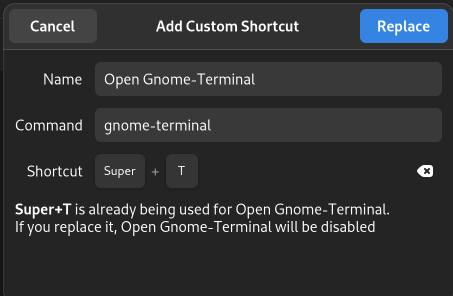 Cancel Add Custom Shortcut Replace
Name Open Gnome-Terminal
Command gnome-terminal
Shortcut Super + T
Super+T is already being used for Open Gnome-Terminal.
If you replace it, Open Gnome-Terminal will be disabled